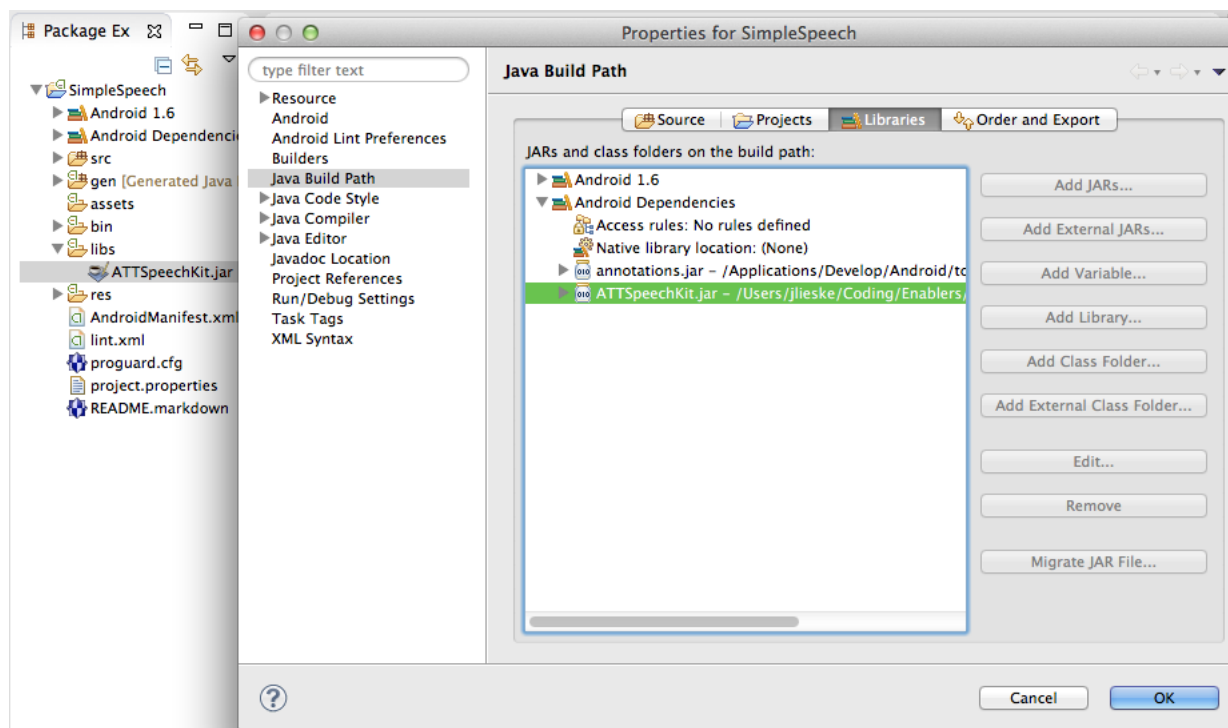 Package Ex
SimpleSpeech
Android 1.6
Android Dependenci
src
gen [Generated Java
assets
bin
libs
ATTSpeechKit.jar
res
AndroidManifest.xml
lint.xml
proguard.cfg
project.properties
README.markdown
Properties for SimpleSpeech
type filter text
Resource
Android
Android Lint Preferences
Builders
Java Build Path
Java Code Style
Java Compiler
Java Editor
Javadoc Location
Project References
Run/Debug Settings
Task Tags
XML Syntax
Java Build Path
Source Projects Libraries Order and Export
JARs and class folders on the build path:
Android 1.6
Android Dependencies
Access rules: No rules defined
Native library location: (None)
010 annotations.jar – /Applications/Develop/Android/to
010 ATTSpeechKit.jar – /Users/jlieske/Coding/Enablers/
Add JARs...
Add External JARs...
Add Variable...
Add Library...
Add Class Folder...
Add External Class Folder...
Edit...
Remove
Migrate JAR File...
?
Cancel OK